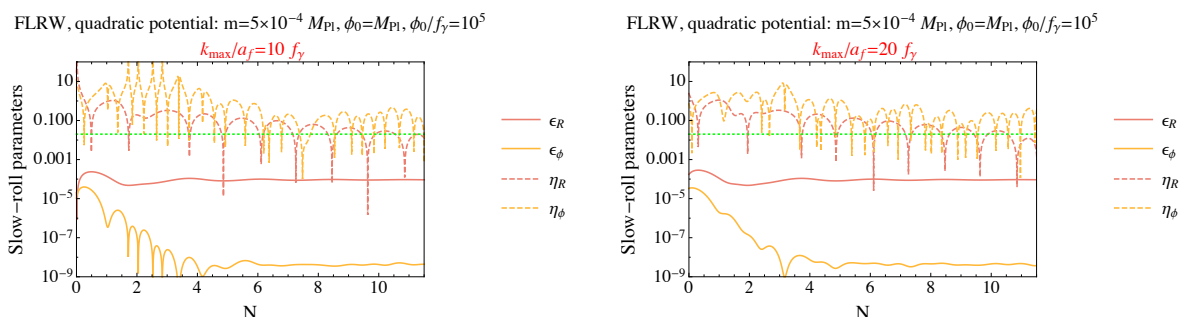 FLRW, quadratic potential: m=5×10⁻⁴ M_Pl, ϕ₀=M_Pl, ϕ₀/f_γ=10⁵
k_max/a_f=10 f_γ
Slow-roll parameters
10
0.100
0.001
10⁻⁵
10⁻⁷
10⁻⁹
0 2 4 6 8 10
N
ϵ_R
ϵ_ϕ
η_R
η_ϕ
FLRW, quadratic potential: m=5×10⁻⁴ M_Pl, ϕ₀=M_Pl, ϕ₀/f_γ=10⁵
k_max/a_f=20 f_γ
Slow-roll parameters
10
0.100
0.001
10⁻⁵
10⁻⁷
10⁻⁹
0 2 4 6 8 10
N
ϵ_R
ϵ_ϕ
η_R
η_ϕ